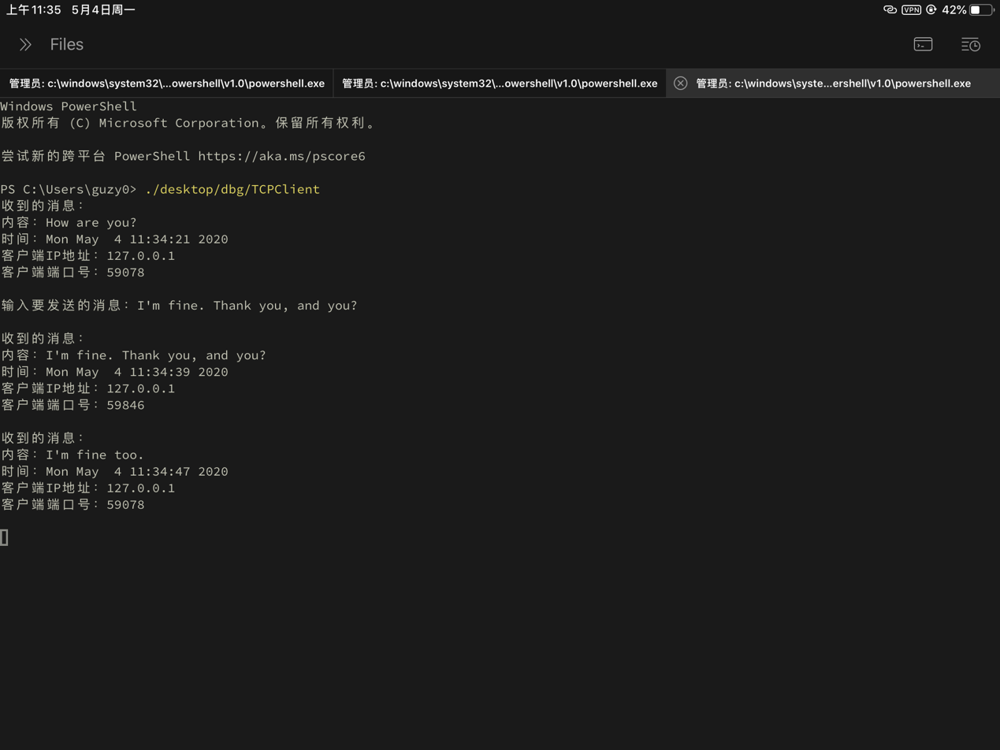 上午11:35 5月4日周一
VPN 42%
Files
管理员: c:\windows\system32\...owershell\v1.0\powershell.exe 管理员: c:\windows\system32\...owershell\v1.0\powershell.exe 管理员: c:\windows\syste...ershell\v1.0\powershell.exe
Windows PowerShell
版权所有 (C) Microsoft Corporation。保留所有权利。
尝试新的跨平台 PowerShell https://aka.ms/pscore6
PS C:\Users\guzy0> ./desktop/dbg/TCPClient
收到的消息：
内容：How are you?
时间：Mon May  4 11:34:21 2020
客户端IP地址：127.0.0.1
客户端端口号：59078
输入要发送的消息：I'm fine. Thank you, and you?
收到的消息：
内容：I'm fine. Thank you, and you?
时间：Mon May  4 11:34:39 2020
客户端IP地址：127.0.0.1
客户端端口号：59846
收到的消息：
内容：I'm fine too.
时间：Mon May  4 11:34:47 2020
客户端IP地址：127.0.0.1
客户端端口号：59078